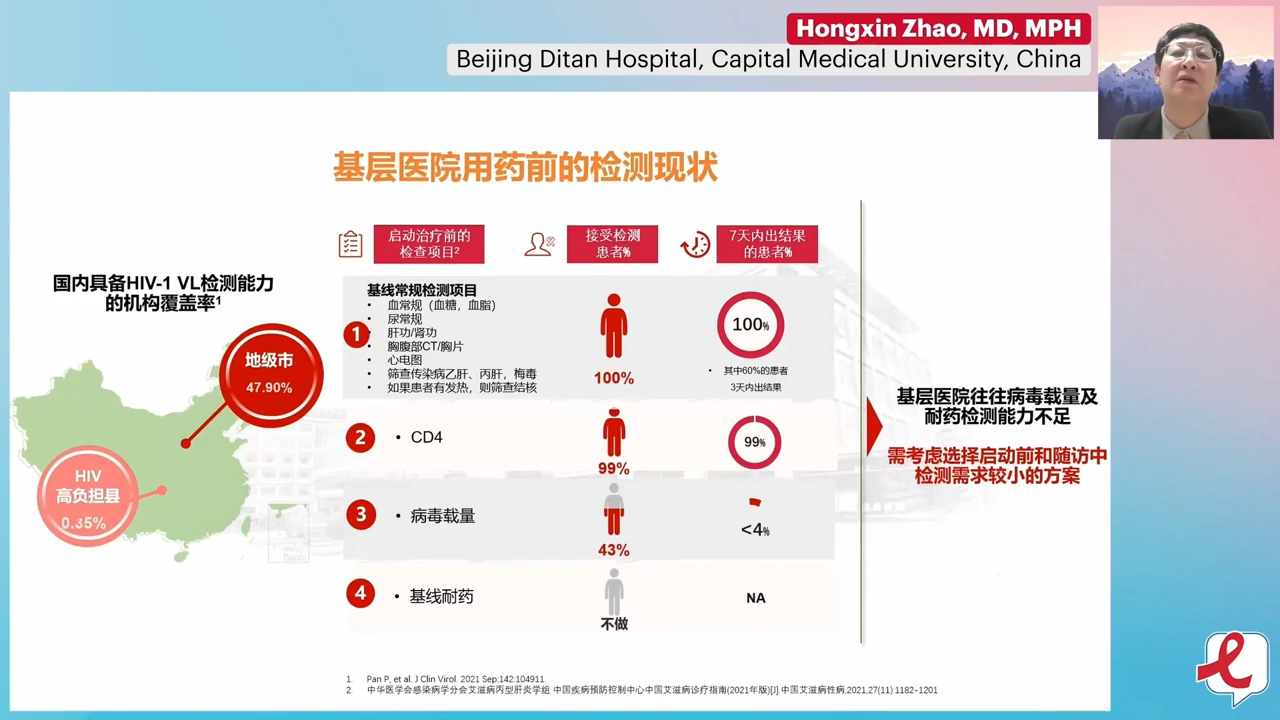 Hongxin Zhao, MD, MPH
Beijing Ditan Hospital, Capital Medical University, China
基层医院用药前的检测现状
国内具备HIV-1 VL检测能力
的机构覆盖率1
地级市
47.90%
HIV
高负担县
0.35%
启动治疗前的
检查项目2
接受检测
患者%
7天内出结果
的患者%
1
基线常规检测项目
• 血常规（血糖，血脂）
• 尿常规
• 肝功/肾功
• 胸腹部CT/胸片
• 心电图
• 筛查传染病乙肝、丙肝，梅毒
• 如果患者有发热，则筛查结核
100%
100%
• 其中60%的患者
3天内出结果
2
• CD4
99%
99%
3
• 病毒载量
43%
<4%
4
• 基线耐药
不做
NA
基层医院往往病毒载量及
耐药检测能力不足
需考虑选择启动前和随访中
检测需求较小的方案
1. Pan P, et al. J Clin Virol. 2021 Sep;142:104911.
2. 中华医学会感染病学分会艾滋病丙型肝炎学组 中国疾病预防控制中心中国艾滋病诊疗指南(2021年版)[J].中国艾滋病性病,2021,27(11):1182-1201